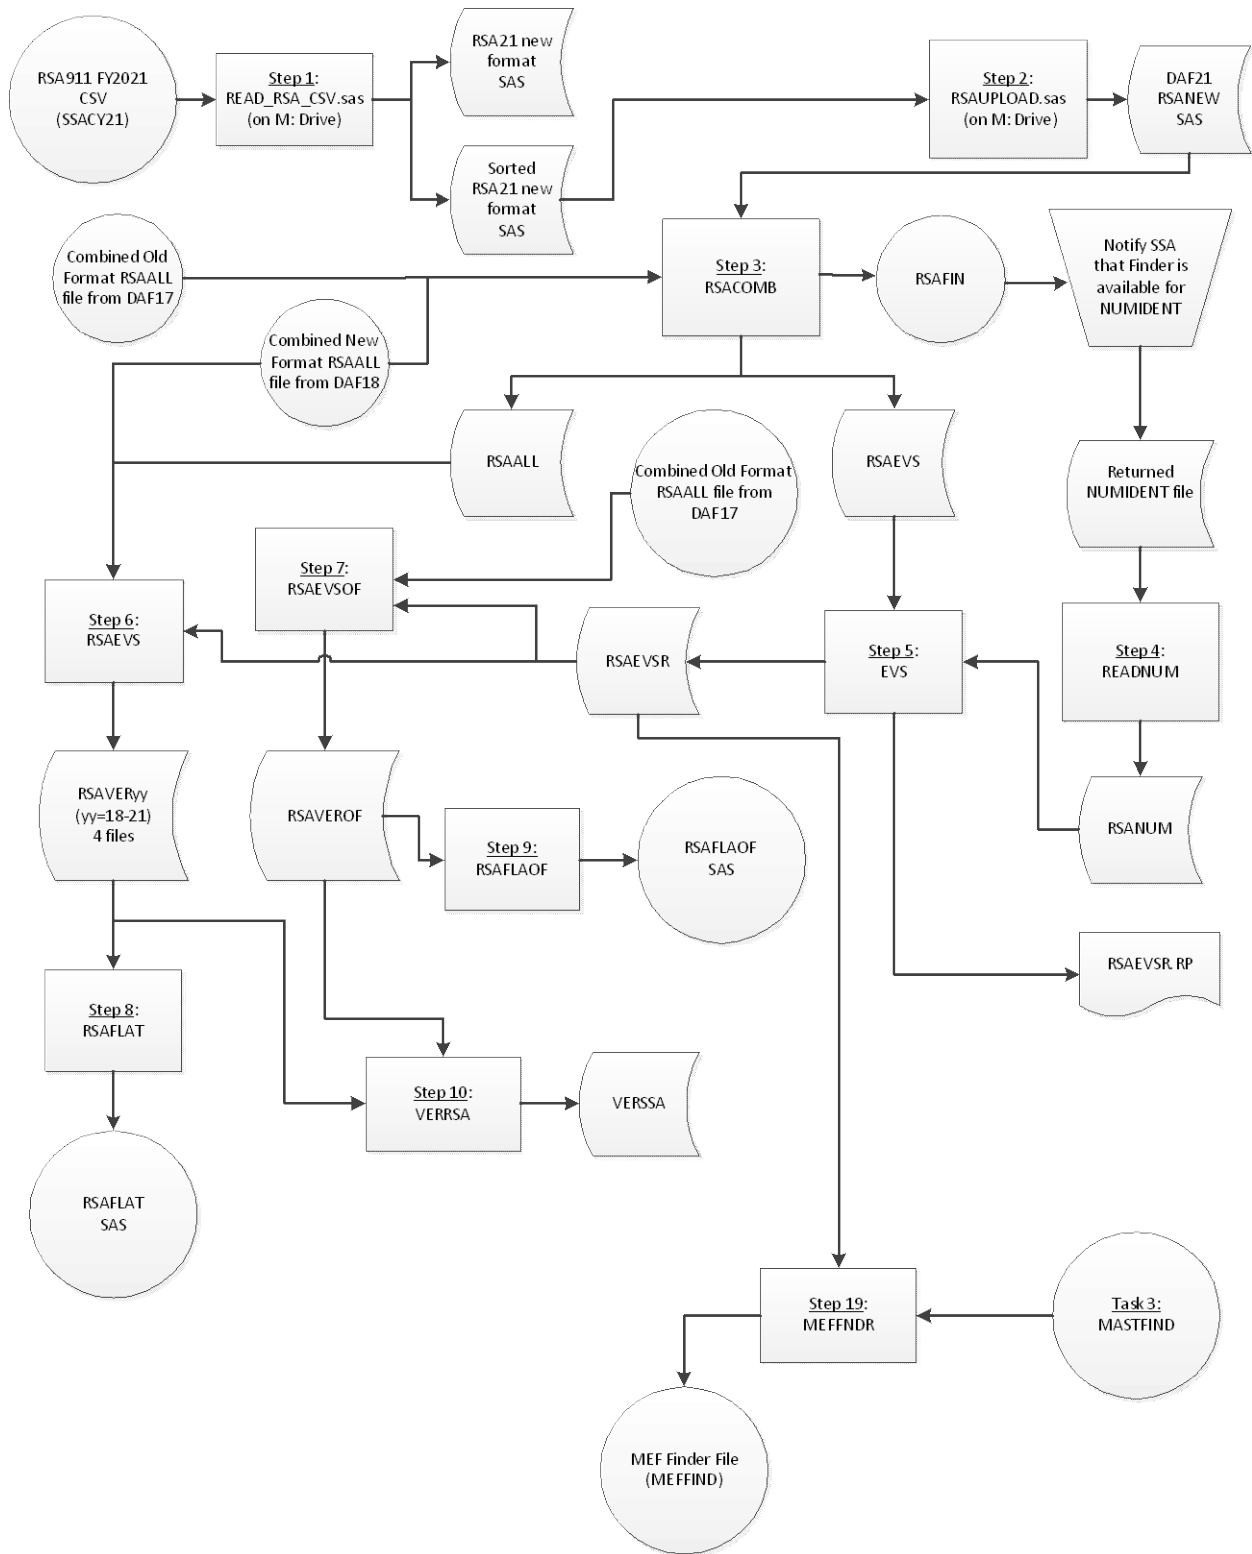 RSA911 FY2021
CSV
(SSACY21)
Step 1:
READ_RSA_CSV.sas
(on M: Drive)
RSA21 new
format
SAS
Sorted
RSA21 new
format
SAS
Step 2:
RSAUPLOAD.sas
(on M: Drive)
DAF21
RSANEW
SAS
Combined Old
Format RSAALL
file from DAF17
Combined New
Format RSAALL
file from DAF18
Step 3:
RSACOMB
RSAFIN
Notify SSA
that Finder is
available for
NUMIDENT
RSAALL
Combined Old Format
RSAALL file from
DAF17
RSAEVS
Returned
NUMIDENT file
Step 7:
RSAEVSOF
Step 6:
RSAEVS
RSAEVSR
Step 5:
EVS
Step 4:
READNUM
RSAVERyy
(yy=18-21)
4 files
RSAVEROF
Step 9:
RSAFLAOF
RSAFLAOF
SAS
RSANUM
RSAEVSR.RP
Step 8:
RSAFLAT
Step 10:
VERRSA
VERSSA
RSAFLAT
SAS
Step 19:
MEFFNDR
Task 3:
MASTFIND
MEF Finder File
(MEFFIND)